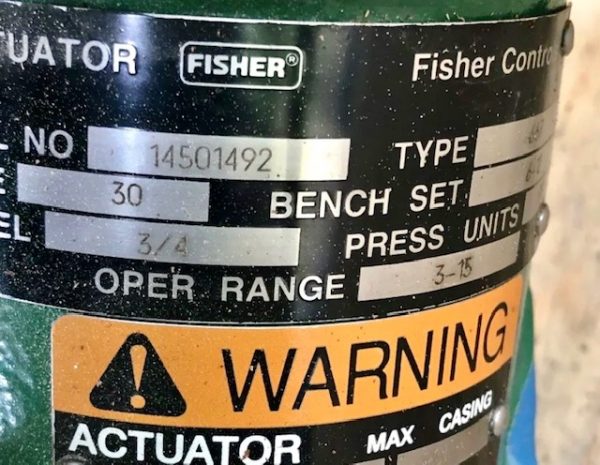 UATOR FISHER® Fisher Contro
L NO 14501492 TYPE
30 BENCH SET
EL 3/4 PRESS UNITS
OPER RANGE 3-15
WARNING
ACTUATOR MAX CASING